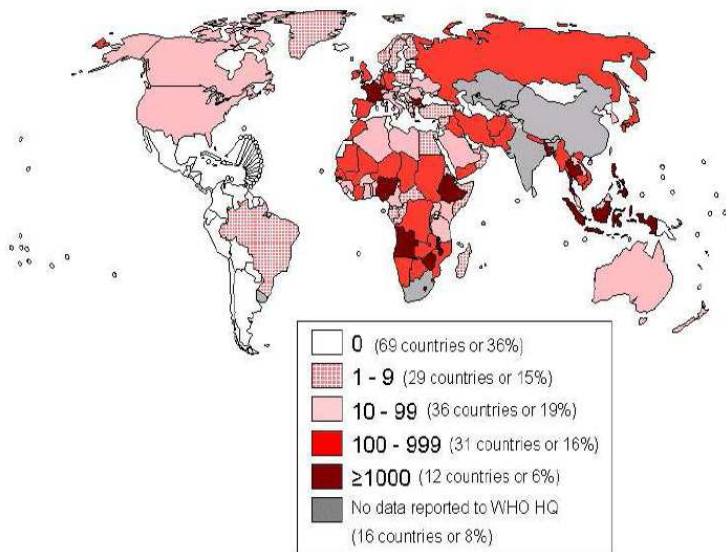 0 (69 countries or 36%)
1 - 9 (29 countries or 15%)
10 - 99 (36 countries or 19%)
100 - 999 (31 countries or 16%)
≥1000 (12 countries or 6%)
No data reported to WHO HQ
(16 countries or 8%)